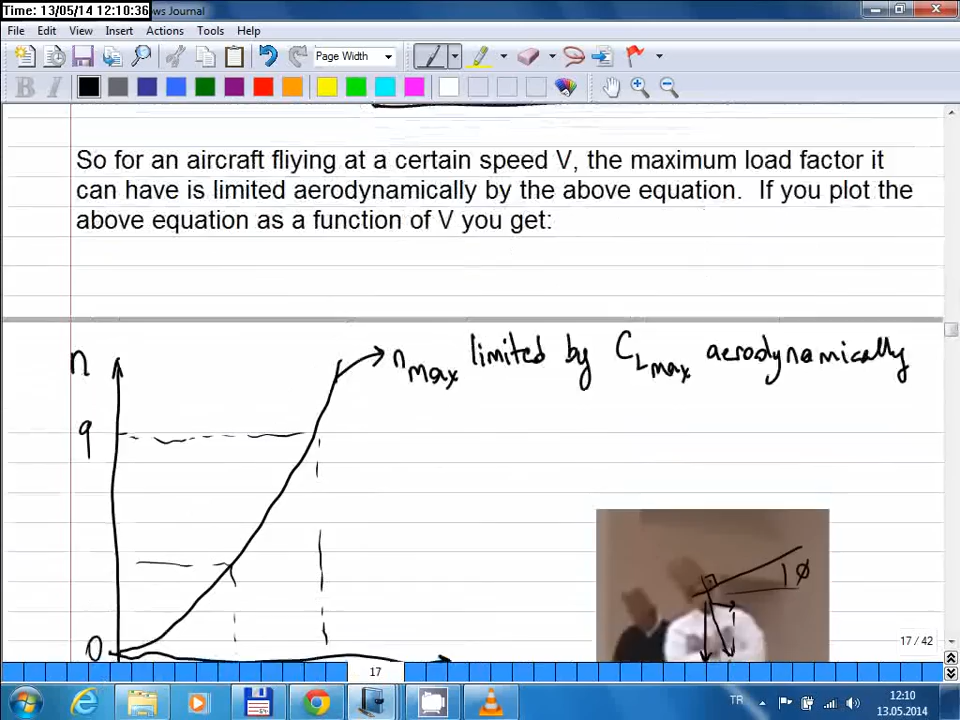 Time: 13/05/14 12:10:36
ows Journal
File Edit View Insert Actions Tools Help
Page Width
B I
So for an aircraft fliying at a certain speed V, the maximum load factor it
can have is limited aerodynamically by the above equation. If you plot the
above equation as a function of V you get:
n
nmax limited by CLmax aerodynamically
9
φ
0
17 / 42
17
TR
12:10
13.05.2014